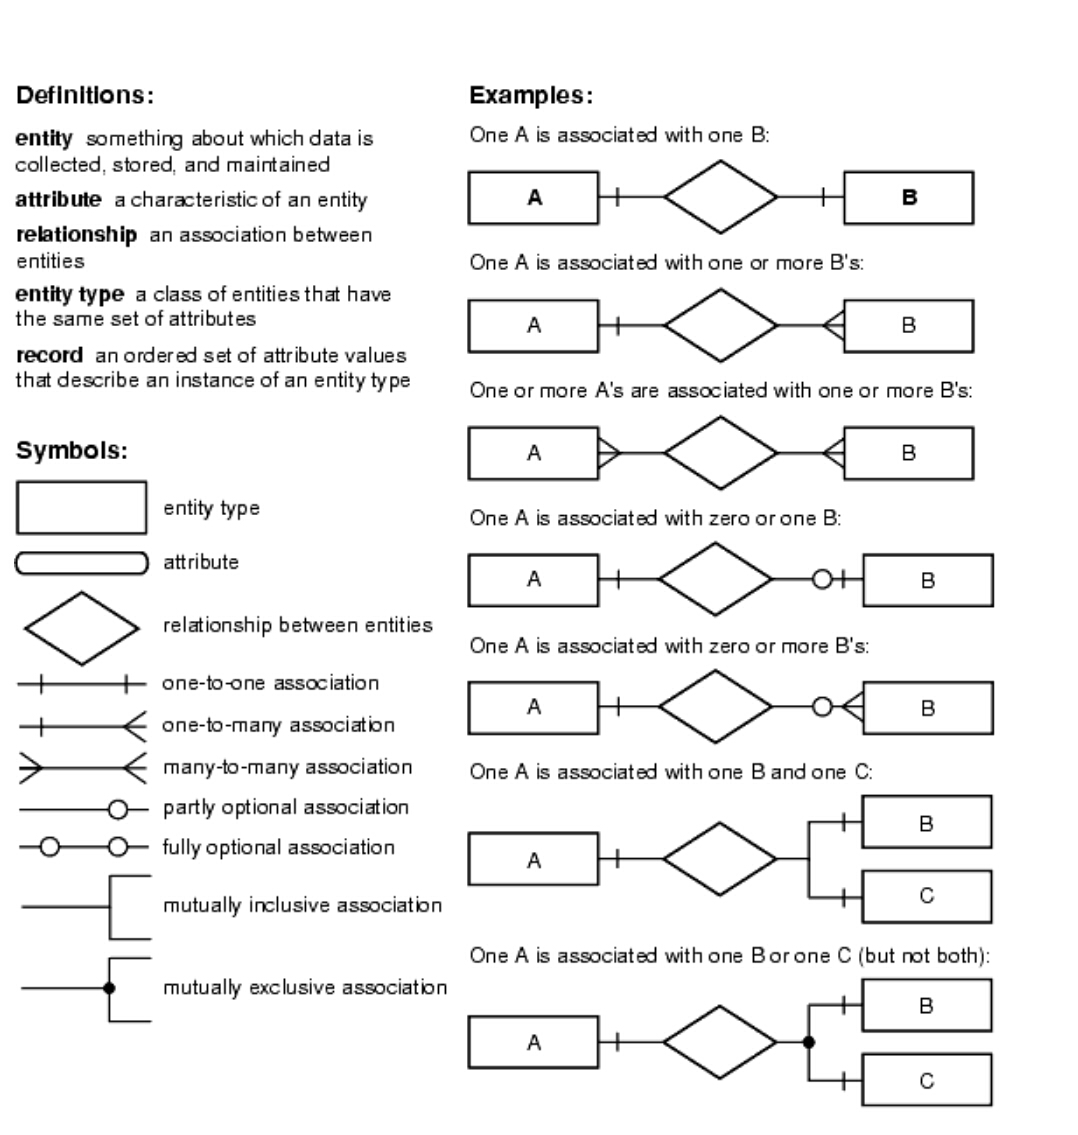 Definitions:
entity something about which data is
collected, stored, and maintained
attribute a characteristic of an entity
relationship an association between
entities
entity type a class of entities that have
the same set of attributes
record an ordered set of attribute values
that describe an instance of an entity type
Symbols:
entity type
attribute
relationship between entities
one-to-one association
one-to-many association
many-to-many association
partly optional association
fully optional association
mutually inclusive association
mutually exclusive association
Examples:
One A is associated with one B:
A B
One A is associated with one or more B's:
A B
One or more A's are associated with one or more B's:
A B
One A is associated with zero or one B:
A B
One A is associated with zero or more B's:
A B
One A is associated with one B and one C:
B
A
C
One A is associated with one B or one C (but not both):
B
A
C